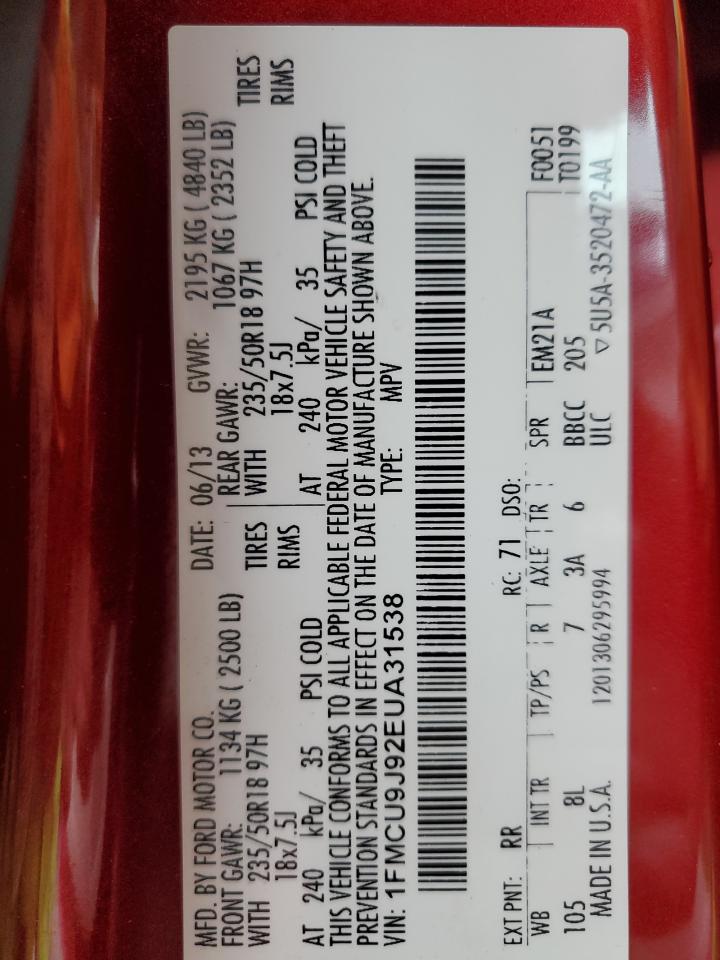 MFD. BY FORD MOTOR CO. DATE: 06/13 GVWR: 2195 KG ( 4840 LB)
FRONT GAWR: 1134 KG ( 2500 LB) REAR GAWR: 1067 KG ( 2352 LB)
WITH 235/50R18 97H TIRES WITH 235/50R18 97H TIRES
18x7.5J RIMS 18x7.5J RIMS
AT 240 kPa/ 35 PSI COLD AT 240 kPa/ 35 PSI COLD
THIS VEHICLE CONFORMS TO ALL APPLICABLE FEDERAL MOTOR VEHICLE SAFETY AND THEFT
PREVENTION STANDARDS IN EFFECT ON THE DATE OF MANUFACTURE SHOWN ABOVE.
VIN: 1FMCU9J92EUA31538 TYPE: MPV
EXT PNT: RR RC: 71 DSO:
WB INT TR TP/PS R AXLE TR SPR EM21A F0051
105 8L 7 3A 6 BBCC 205 T0199
MADE IN U.S.A. 1201306295994 ULC ▽5U5A-3520472-AA